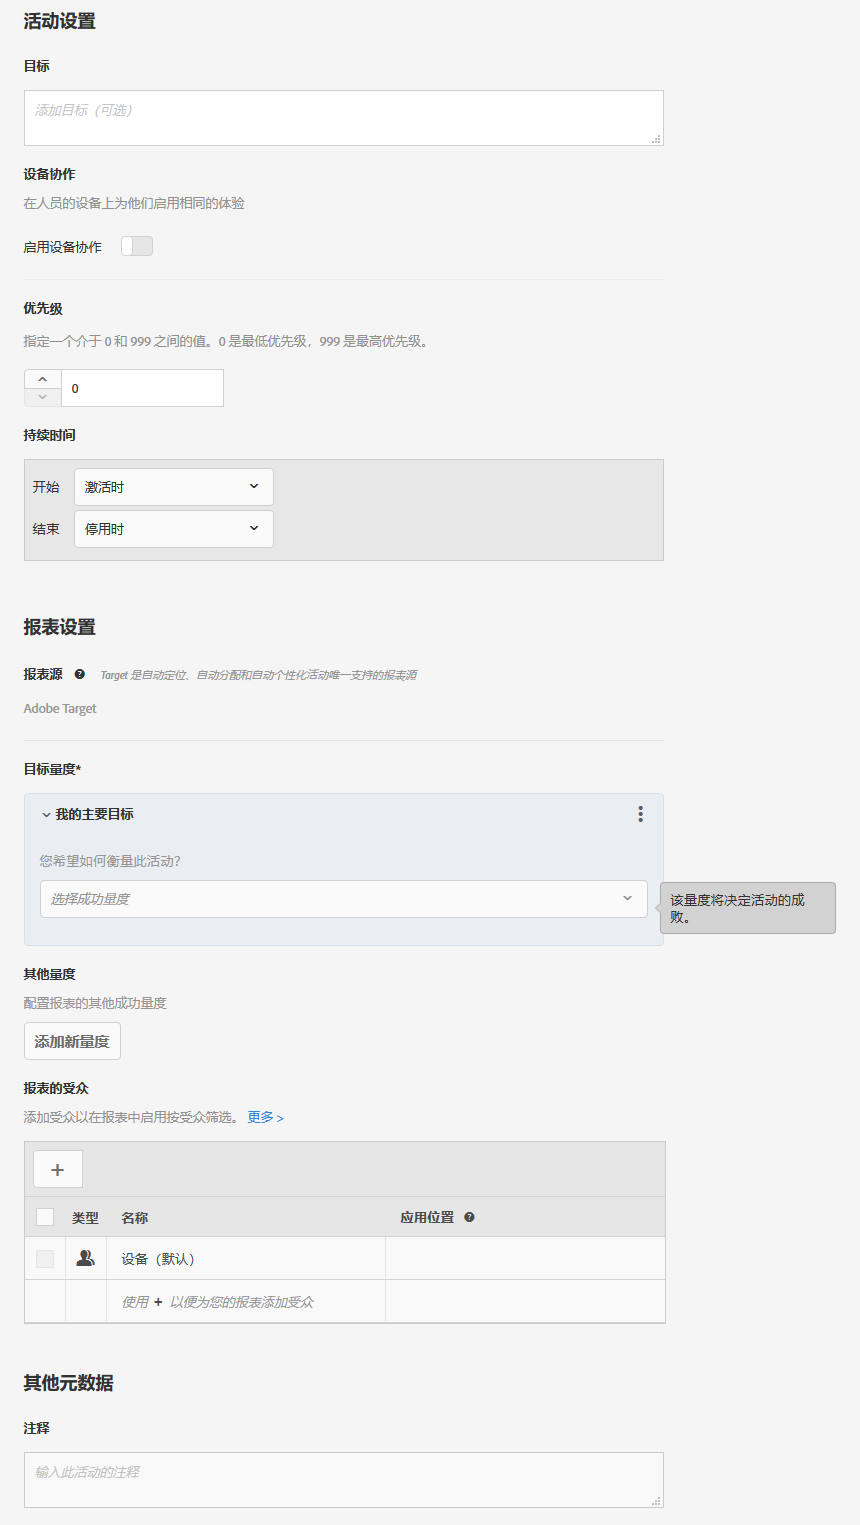 活动设置
目标
添加目标（可选）
设备协作
在人员的设备上为他们启用相同的体验
启用设备协作
优先级
指定一个介于 0 和 999 之间的值。0 是最低优先级，999 是最高优先级。
0
持续时间
开始 激活时
结束 停用时
报表设置
报表源 ? Target 是自动定位、自动分配和自动个性化活动唯一支持的报表源
Adobe Target
目标量度*
我的主要目标
您希望如何衡量此活动？
选择成功量度
该量度将决定活动的成
败。
其他量度
配置报表的其他成功量度
添加新量度
报表的受众
添加受众以在报表中启用按受众筛选。 更多 >
+
类型 名称 应用位置 ?
设备（默认）
使用 + 以便为您的报表添加受众
其他元数据
注释
输入此活动的注释